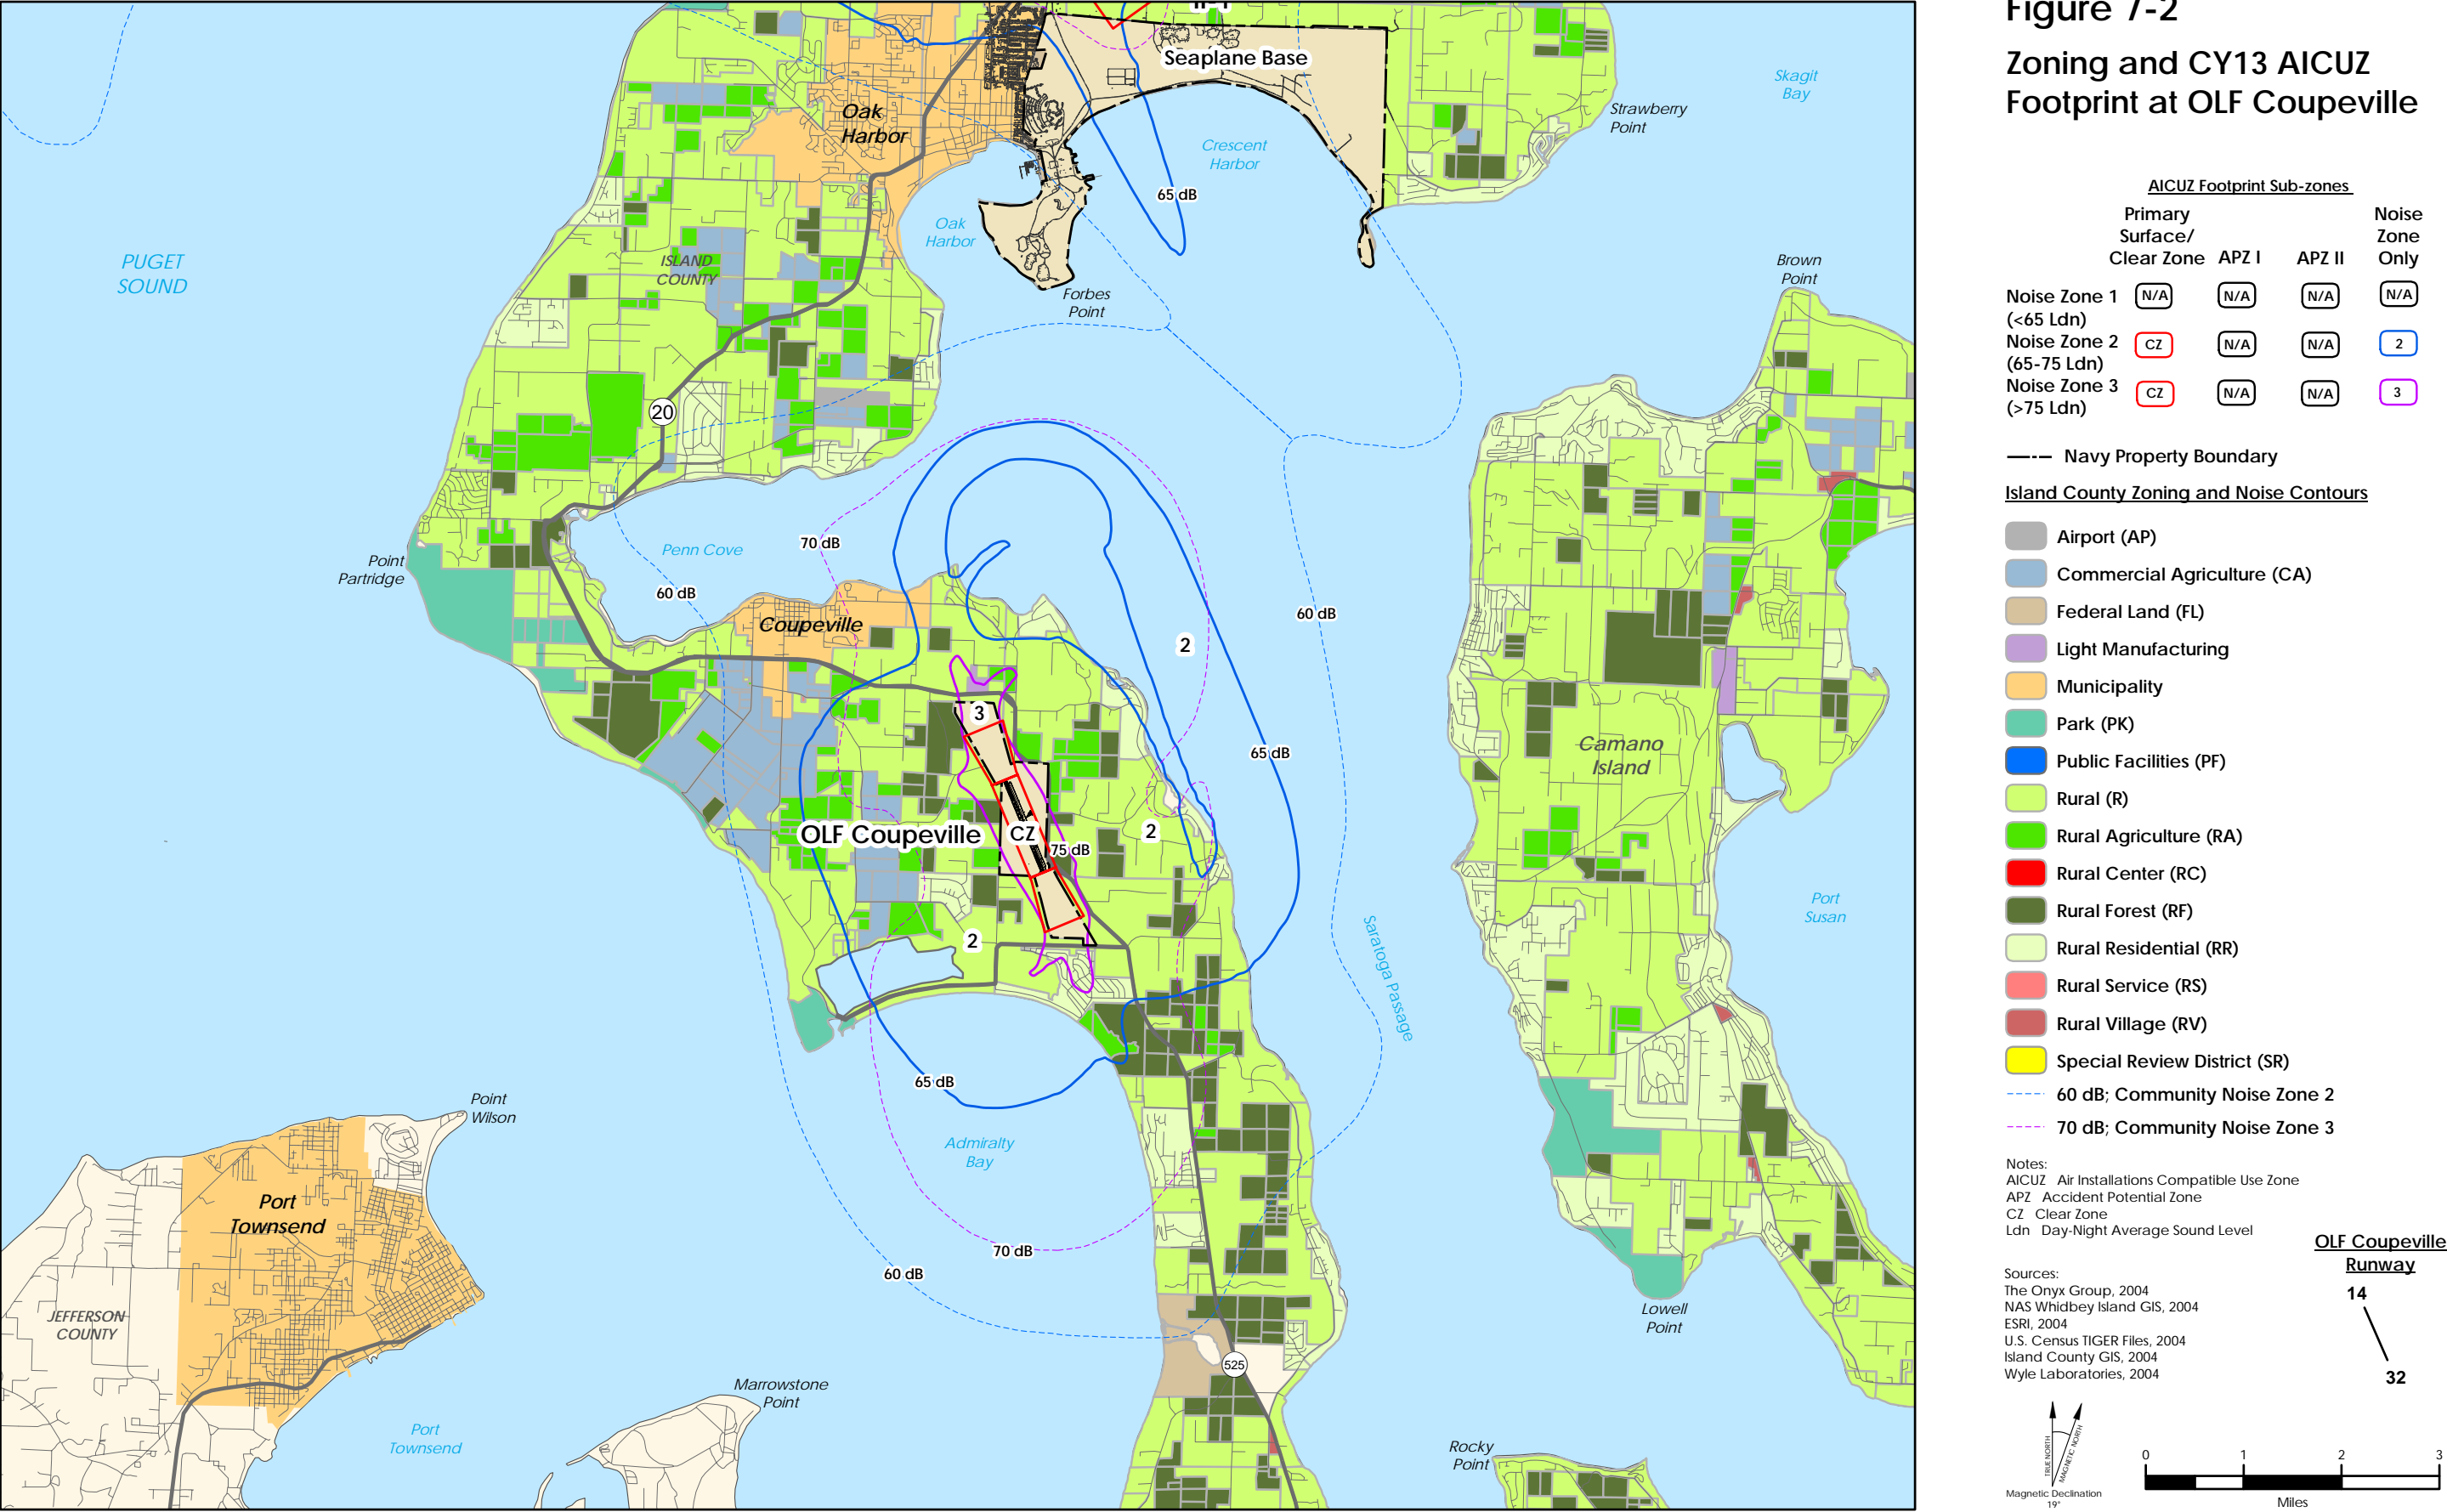 Figure 7-2
Zoning and CY13 AICUZ
Footprint at OLF Coupeville
AICUZ Footprint Sub-zones
Primary
Surface/
Clear Zone
APZ I
APZ II
Noise
Zone
Only
Noise Zone 1
(<65 Ldn)
N/A
N/A
N/A
N/A
Noise Zone 2
(65-75 Ldn)
CZ
N/A
N/A
2
Noise Zone 3
(>75 Ldn)
CZ
N/A
N/A
3
Navy Property Boundary
Island County Zoning and Noise Contours
Airport (AP)
Commercial Agriculture (CA)
Federal Land (FL)
Light Manufacturing
Municipality
Park (PK)
Public Facilities (PF)
Rural (R)
Rural Agriculture (RA)
Rural Center (RC)
Rural Forest (RF)
Rural Residential (RR)
Rural Service (RS)
Rural Village (RV)
Special Review District (SR)
60 dB; Community Noise Zone 2
70 dB; Community Noise Zone 3
Notes:
AICUZ Air Installations Compatible Use Zone
APZ Accident Potential Zone
CZ Clear Zone
Ldn Day-Night Average Sound Level
Sources:
The Onyx Group, 2004
NAS Whidbey Island GIS, 2004
ESRI, 2004
U.S. Census TIGER Files, 2004
Island County GIS, 2004
Wyle Laboratories, 2004
OLF Coupeville
Runway
14
32
TRUE NORTH
MAGNETIC NORTH
Magnetic Declination
19°
0 1 2 3
Miles
Seaplane Base
Skagit
Bay
Strawberry
Point
Oak
Harbor
Crescent
Harbor
65 dB
Oak
Harbor
PUGET
SOUND
ISLAND
COUNTY
Brown
Point
Forbes
Point
20
70 dB
Penn Cove
Point
Partridge
60 dB
Coupeville
60 dB
2
3
65 dB
Camano
Island
OLF Coupeville
CZ
75 dB
2
2
Port
Susan
Saratoga Passage
65 dB
Point
Wilson
Admiralty
Bay
Port
Townsend
70 dB
60 dB
JEFFERSON
COUNTY
Lowell
Point
525
Marrowstone
Point
Port
Townsend
Rocky
Point